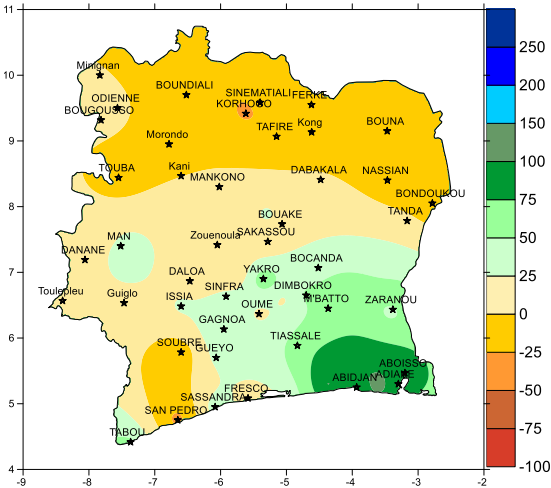 11
250
Minignan
10
200
BOUNDIALI
SINEMATIALI FERKE
ODIENNE
KORHOGO
150
BOUGOUSSO
TAFIRE
Kong
BOUNA
9
Morondo
100
TOUBA
Kani
MANKONO
DABAKALA
NASSIAN
75
BONDOUKOU
8
TANDA
50
BOUAKE
MAN
Zouenoula
SAKASSOU
DANANE
BOCANDA
25
7
DALOA
YAKRO
Toulepleu
Guiglo
ISSIA
SINFRA
DIMBOKRO
M'BATTO
ZARANOU
OUME
0
GAGNOA
6
SOUBRE
GUEYO
TIASSALE
-25
ABOISSO
ABIDJAN
ADIAKE
FRESCO
-50
SASSANDRA
5
SAN PEDRO
TABOU
-75
4
-100
-9
-8
-7
-6
-5
-4
-3
-2